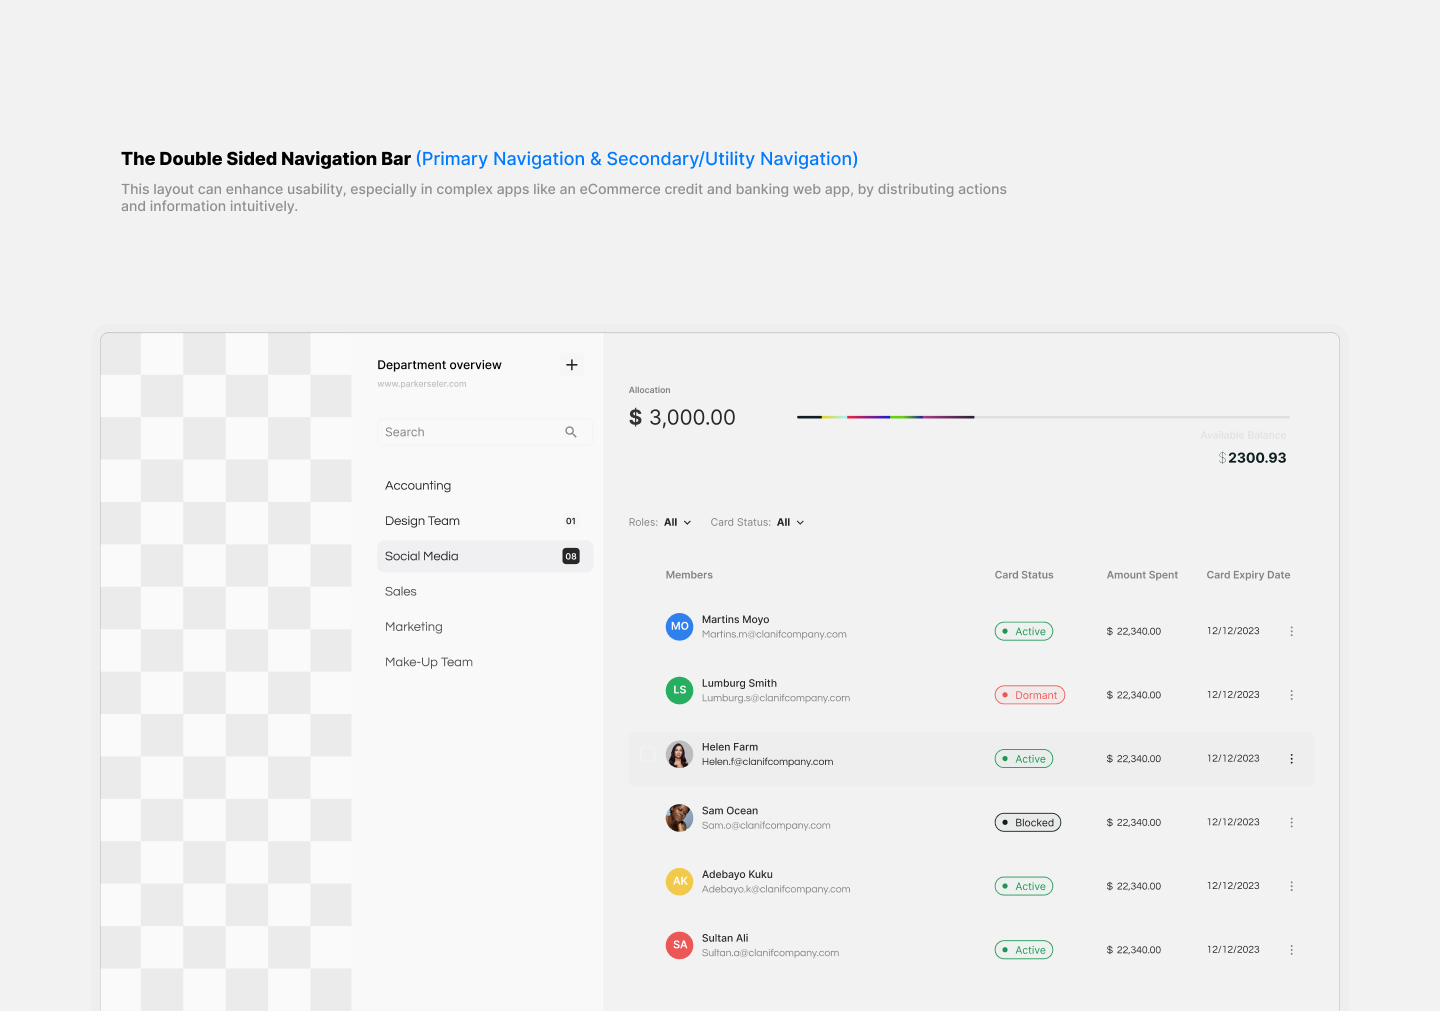 The Double Sided Navigation Bar (Primary Navigation & Secondary/Utility Navigation)
This layout can enhance usability, especially in complex apps like an eCommerce credit and banking web app, by distributing actions
and information intuitively.
Department overview
www.parkerseler.com
Search
Accounting
Design Team 01
Social Media 08
Sales
Marketing
Make-Up Team
Allocation
$ 3,000.00
Available Balance
$2300.93
Roles: All Card Status: All
Members Card Status Amount Spent Card Expiry Date
MO Martins Moyo
Martins.m@clanifcompany.com
Active $ 22,340.00 12/12/2023
LS Lumburg Smith
Lumburg.s@clanifcompany.com
Dormant $ 22,340.00 12/12/2023
Helen Farm
Helen.f@clanifcompany.com
Active $ 22,340.00 12/12/2023
Sam Ocean
Sam.o@clanifcompany.com
Blocked $ 22,340.00 12/12/2023
AK Adebayo Kuku
Adebayo.k@clanifcompany.com
Active $ 22,340.00 12/12/2023
SA Sultan Ali
Sultan.a@clanifcompany.com
Active $ 22,340.00 12/12/2023